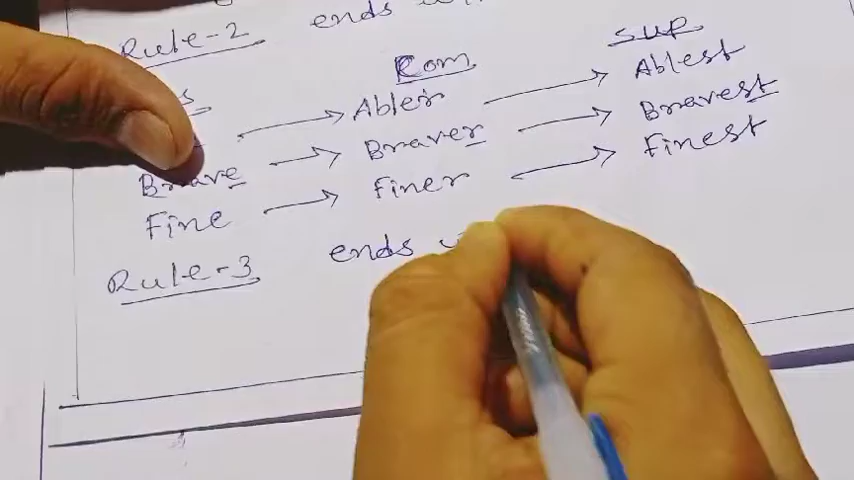 Rule-2 ends
Com Sup
Abler Ablest
Brave Braver Bravest
Fine Finer Finest
Rule-3 ends